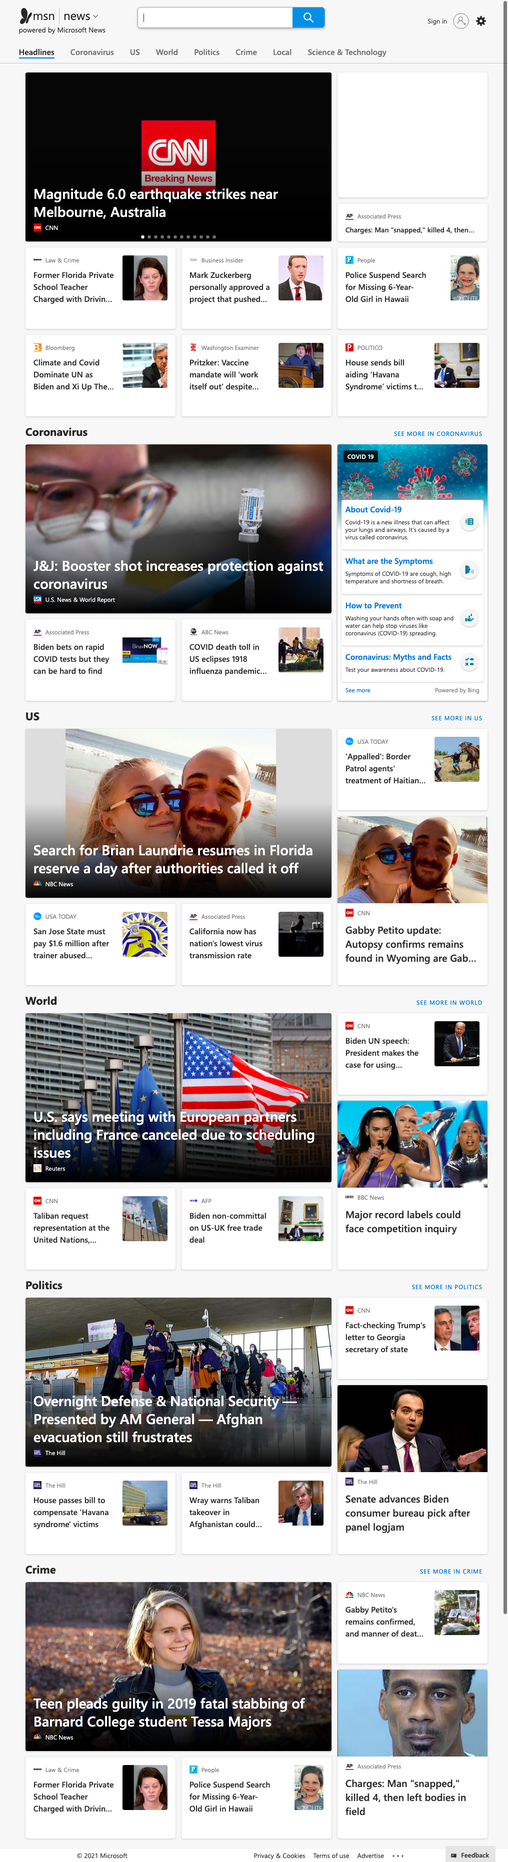 msn | news
powered by Microsoft News
Sign in
Headlines Coronavirus US World Politics Crime Local Science & Technology
CNN
Breaking News
Magnitude 6.0 earthquake strikes near
Melbourne, Australia
CNN
Associated Press
Charges: Man "snapped," killed 4, then...
Law & Crime
Former Florida Private
School Teacher
Charged with Drivin...
Business Insider
Mark Zuckerberg
personally approved a
project that pushed...
People
Police Suspend Search
for Missing 6-Year-
Old Girl in Hawaii
Bloomberg
Climate and Covid
Dominate UN as
Biden and Xi Up The...
Washington Examiner
Pritzker: Vaccine
mandate will 'work
itself out' despite...
POLITICO
House sends bill
aiding 'Havana
Syndrome' victims t...
Coronavirus
SEE MORE IN CORONAVIRUS
J&J: Booster shot increases protection against
coronavirus
U.S. News & World Report
COVID 19
About Covid-19
Covid-19 is a new illness that can affect
your lungs and airways. It's caused by a
virus called coronavirus.
What are the Symptoms
Symptoms of COVID-19 are cough, high
temperature and shortness of breath.
How to Prevent
Washing your hands often with soap and
water can help stop viruses like
coronavirus (COVID-19) spreading.
Coronavirus: Myths and Facts
Test your awareness about COVID-19.
See more
Powered by Bing
Associated Press
Biden bets on rapid
COVID tests but they
can be hard to find
ABC News
COVID death toll in
US eclipses 1918
influenza pandemic...
US
SEE MORE IN US
Search for Brian Laundrie resumes in Florida
reserve a day after authorities called it off
NBC News
USA TODAY
'Appalled': Border
Patrol agents'
treatment of Haitian...
CNN
Gabby Petito update:
Autopsy confirms remains
found in Wyoming are Gab...
USA TODAY
San Jose State must
pay $1.6 million after
trainer abused...
Associated Press
California now has
nation's lowest virus
transmission rate
World
SEE MORE IN WORLD
U.S. says meeting with European partners
including France canceled due to scheduling
issues
Reuters
CNN
Biden UN speech:
President makes the
case for using...
BBC News
Major record labels could
face competition inquiry
CNN
Taliban request
representation at the
United Nations,...
AFP
Biden non-committal
on US-UK free trade
deal
Politics
SEE MORE IN POLITICS
Overnight Defense & National Security —
Presented by AM General — Afghan
evacuation still frustrates
The Hill
CNN
Fact-checking Trump's
letter to Georgia
secretary of state
The Hill
Senate advances Biden
consumer bureau pick after
panel logjam
The Hill
House passes bill to
compensate 'Havana
syndrome' victims
The Hill
Wray warns Taliban
takeover in
Afghanistan could...
Crime
SEE MORE IN CRIME
Teen pleads guilty in 2019 fatal stabbing of
Barnard College student Tessa Majors
NBC News
NBC News
Gabby Petito's
remains confirmed,
and manner of deat...
Associated Press
Charges: Man "snapped,"
killed 4, then left bodies in
field
Law & Crime
Former Florida Private
School Teacher
Charged with Drivin...
People
Police Suspend Search
for Missing 6-Year-
Old Girl in Hawaii
© 2021 Microsoft
Privacy & Cookies Terms of use Advertise ...
Feedback